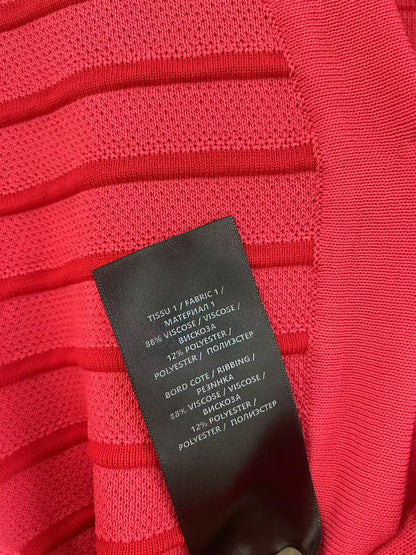 TISSU 1 / FABRIC 1 /
МАТЕРИАЛ 1
88% VISCOSE / VISCOSE /
ВИСКОЗА
12% POLYESTER /
POLYESTER / ПОЛИЭСТЕР
BORD COTE / RIBBING /
РЕЗИНКА
88% VISCOSE / VISCOSE /
ВИСКОЗА
12% POLYESTER /
POLYESTER / ПОЛИЭСТЕР